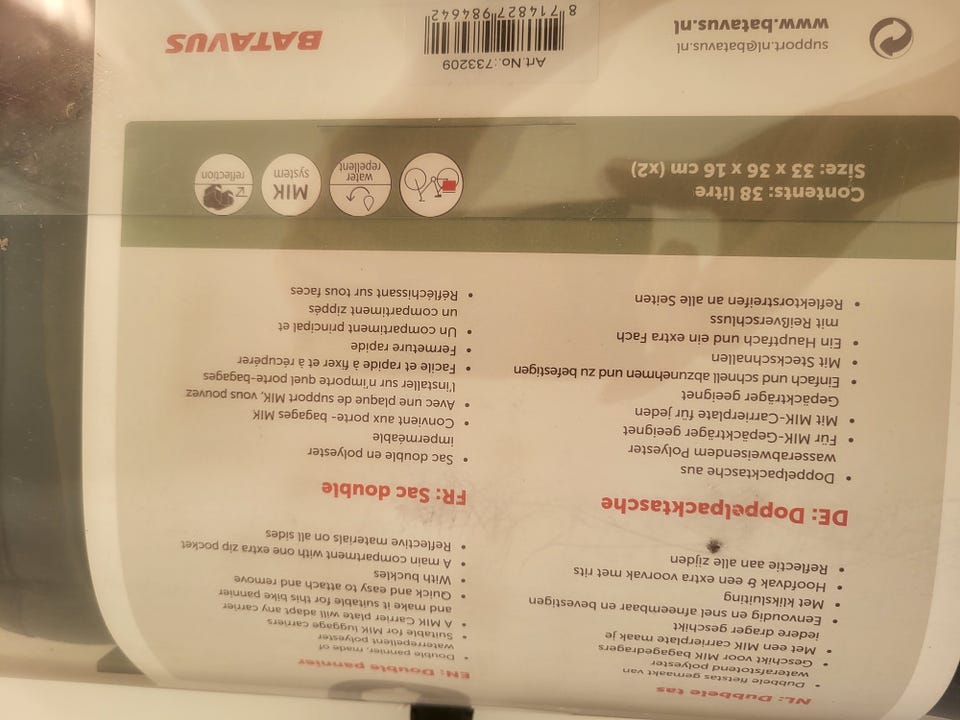 NL: Dubbele tas
• Dubbele fietstas gemaakt van
waterafstotend polyester
• Geschikt voor MIK bagagedragers
• Met een MIK carrierplate maak je
iedere drager geschikt
• Eenvoudig en snel afneembaar en bevestigen
• Met kliksluiting
• Hoofdvak & een extra voorvak met rits
• Reflectie aan alle zijden
EN: Double pannier
• Double pannier, made of
waterrepellent polyester
• Suitable for MIK luggage carriers
• A MIK Carrier plate will adapt any carrier
and make it suitable for this bike pannier
• Quick and easy to attach and remove
• With buckles
• A main compartment with one extra zip pocket
• Reflective materials on all sides
DE: Doppelpacktasche
• Doppelpacktasche aus
wasserabweisendem Polyester
• Für MIK-Gepäckträger geeignet
• Mit MIK-Carrierplate für jeden
Gepäckträger geeignet
• Einfach und schnell abzunehmen und zu befestigen
• Mit Steckschnallen
• Ein Hauptfach und ein extra Fach
mit Reißverschluss
• Reflektorstreifen an alle Seiten
FR: Sac double
• Sac double en polyester
imperméable
• Convient aux porte- bagages MIK
• Avec une plaque de support MIK, vous pouvez
l'installer sur n'importe quel porte-bagages
• Facile et rapide à fixer et à récupérer
• Fermeture rapide
• Un compartiment principal et
un compartiment zippés
• Réfléchissant sur tous faces
Contents: 38 litre
Size: 33 x 36 x 16 cm (x2)
water
repellent
MIK
system
reflection
support.nl@batavus.nl
www.batavus.nl
Art.No.:733209
8 714827 984642
BATAVUS